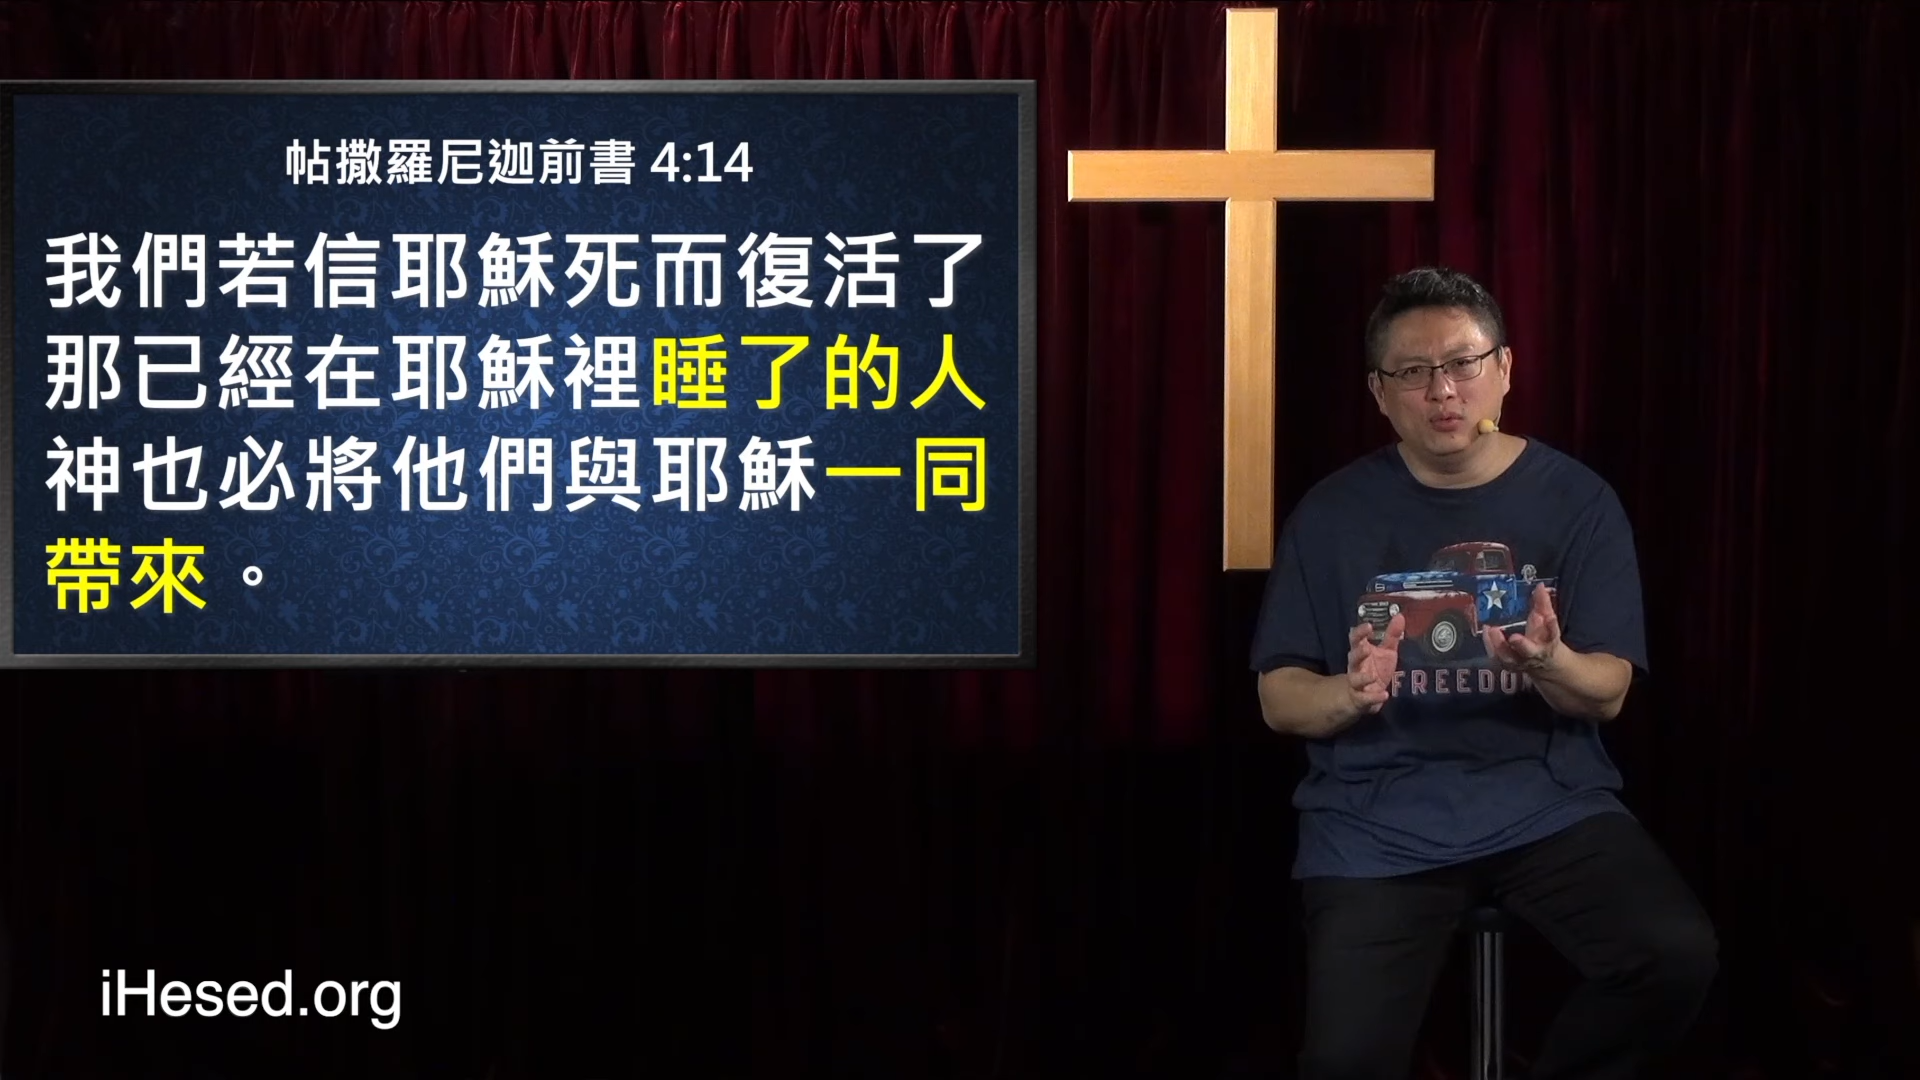 帖撒羅尼迦前書 4:14
我們若信耶穌死而復活了
那已經在耶穌裡睡了的人
神也必將他們與耶穌一同
帶來。
FREEDOM
iHesed.org